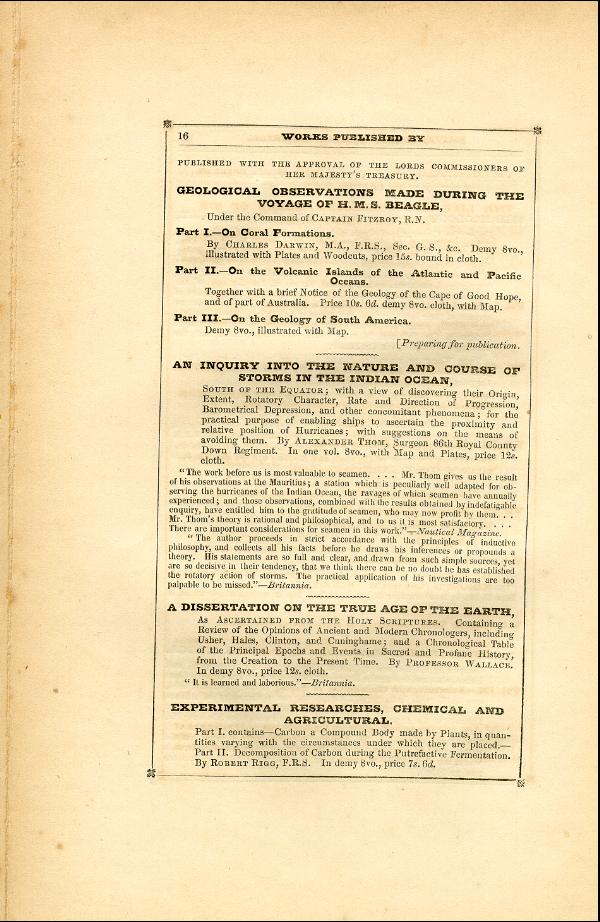 16 WORKS PUBLISHED BY
PUBLISHED WITH THE APPROVAL OF THE LORDS COMMISSIONERS OF
HER MAJESTY'S TREASURY.
GEOLOGICAL OBSERVATIONS MADE DURING THE
VOYAGE OF H.M.S. BEAGLE,
Under the Command of CAPTAIN FITZROY, R.N.
Part I.—On Coral Formations.
By CHARLES DARWIN, M.A., F.R.S., Sec. G. S., &c. Demy 8vo.,
illustrated with Plates and Woodcuts, price 15s. bound in cloth.
Part II.—On the Volcanic Islands of the Atlantic and Pacific
Oceans.
Together with a brief Notice of the Geology of the Cape of Good Hope,
and of part of Australia. Price 10s. 6d. demy 8vo. cloth, with Map.
Part III.—On the Geology of South America.
Demy 8vo., illustrated with Map.
[Preparing for publication.
AN INQUIRY INTO THE NATURE AND COURSE OF
STORMS IN THE INDIAN OCEAN,
SOUTH OF THE EQUATOR; with a view of discovering their Origin,
Extent, Rotatory Character, Rate and Direction of Progression,
Barometrical Depression, and other concomitant phenomena; for the
practical purpose of enabling ships to ascertain the proximity and
relative position of Hurricanes; with suggestions on the means of
avoiding them. By ALEXANDER THOM, Surgeon 86th Royal County
Down Regiment. In one vol. 8vo., with Map and Plates, price 12s.
cloth.
"The work before us is most valuable to seamen. . . . . Mr. Thom gives us the result
of his observations at the Mauritius; a station which is peculiarly well adapted for ob-
serving the hurricanes of the Indian Ocean, the ravages of which seamen have annually
experienced; and those observations, combined with the results obtained by indefatigable
enquiry, have entitled him to the gratitude of seamen, who may now profit by them. . .
Mr. Thom's theory is rational and philosophical, and to us it is most satisfactory. . . . .
There are important considerations for seamen in this work."—Nautical Magazine.
"The author proceeds in strict accordance with the principles of inductive
philosophy, and collects all his facts before he draws his inferences or propounds a
theory. His statements are so full and clear, and drawn from such simple sources, yet
are so decisive in their tendency, that we think there can be no doubt he has established
the rotatory action of storms. The practical application of his investigations are too
palpable to be missed."—Britannia.
A DISSERTATION ON THE TRUE AGE OF THE EARTH,
AS ASCERTAINED FROM THE HOLY SCRIPTURES. Containing a
Review of the Opinions of Ancient and Modern Chronologers, including
Usher, Hales, Clinton, and Cuninghame; and a Chronological Table
of the Principal Epochs and Events in Sacred and Profane History,
from the Creation to the Present Time. By PROFESSOR WALLACE.
In demy 8vo., price 12s. cloth.
"It is learned and laborious."—Britannia.
EXPERIMENTAL RESEARCHES, CHEMICAL AND
AGRICULTURAL.
Part I. contains—Carbon a Compound Body made by Plants, in quan-
tities varying with the circumstances under which they are placed.—
Part II. Decomposition of Carbon during the Putrefactive Fermentation.
By ROBERT RIGG, F.R.S. In demy 8vo., price 7s. 6d.